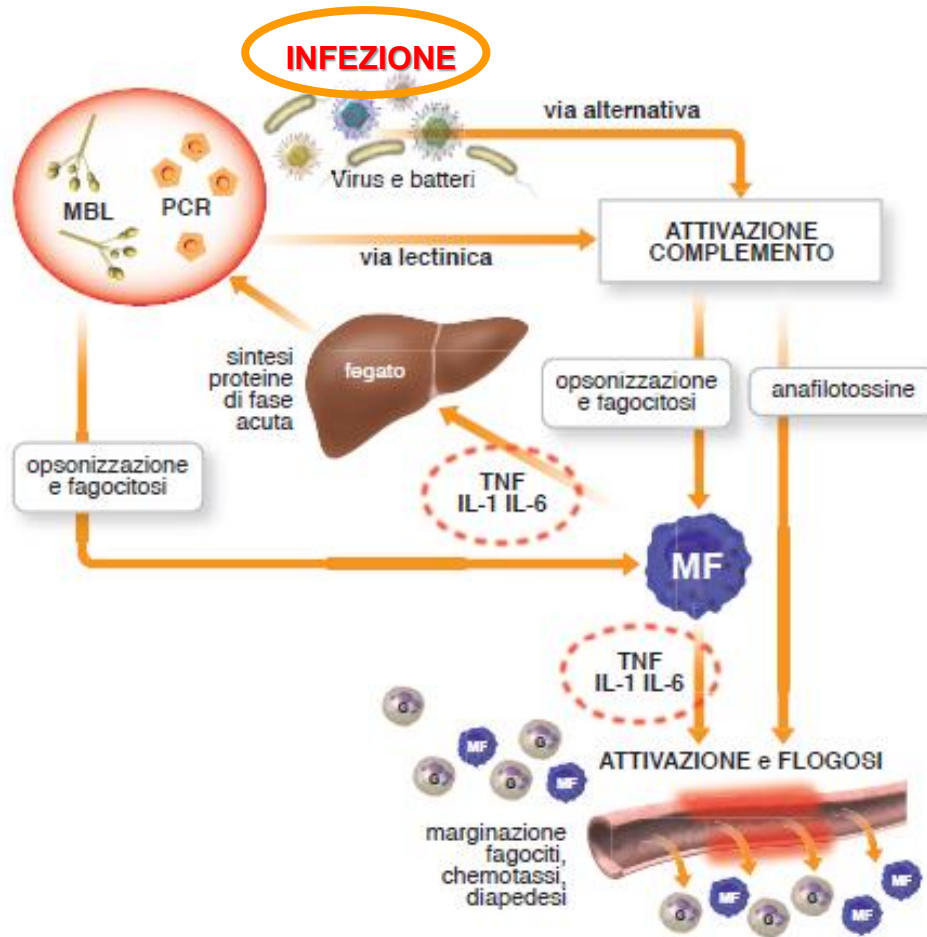 INFEZIONE
via alternativa
Virus e batteri
MBL
PCR
ATTIVAZIONE
COMPLEMENTO
via lectinica
sintesi
proteine
di fase
acuta
fegato
opsonizzazione
e fagocitosi
anafilotossine
opsonizzazione
e fagocitosi
TNF
IL-1 IL-6
MF
TNF
IL-1 IL-6
G
MF
G
G
G
MF
ATTIVAZIONE e FLOGOSI
marginazione
fagociti,
chemotassi,
diapedesi
G
MF
G
G
MF
MF